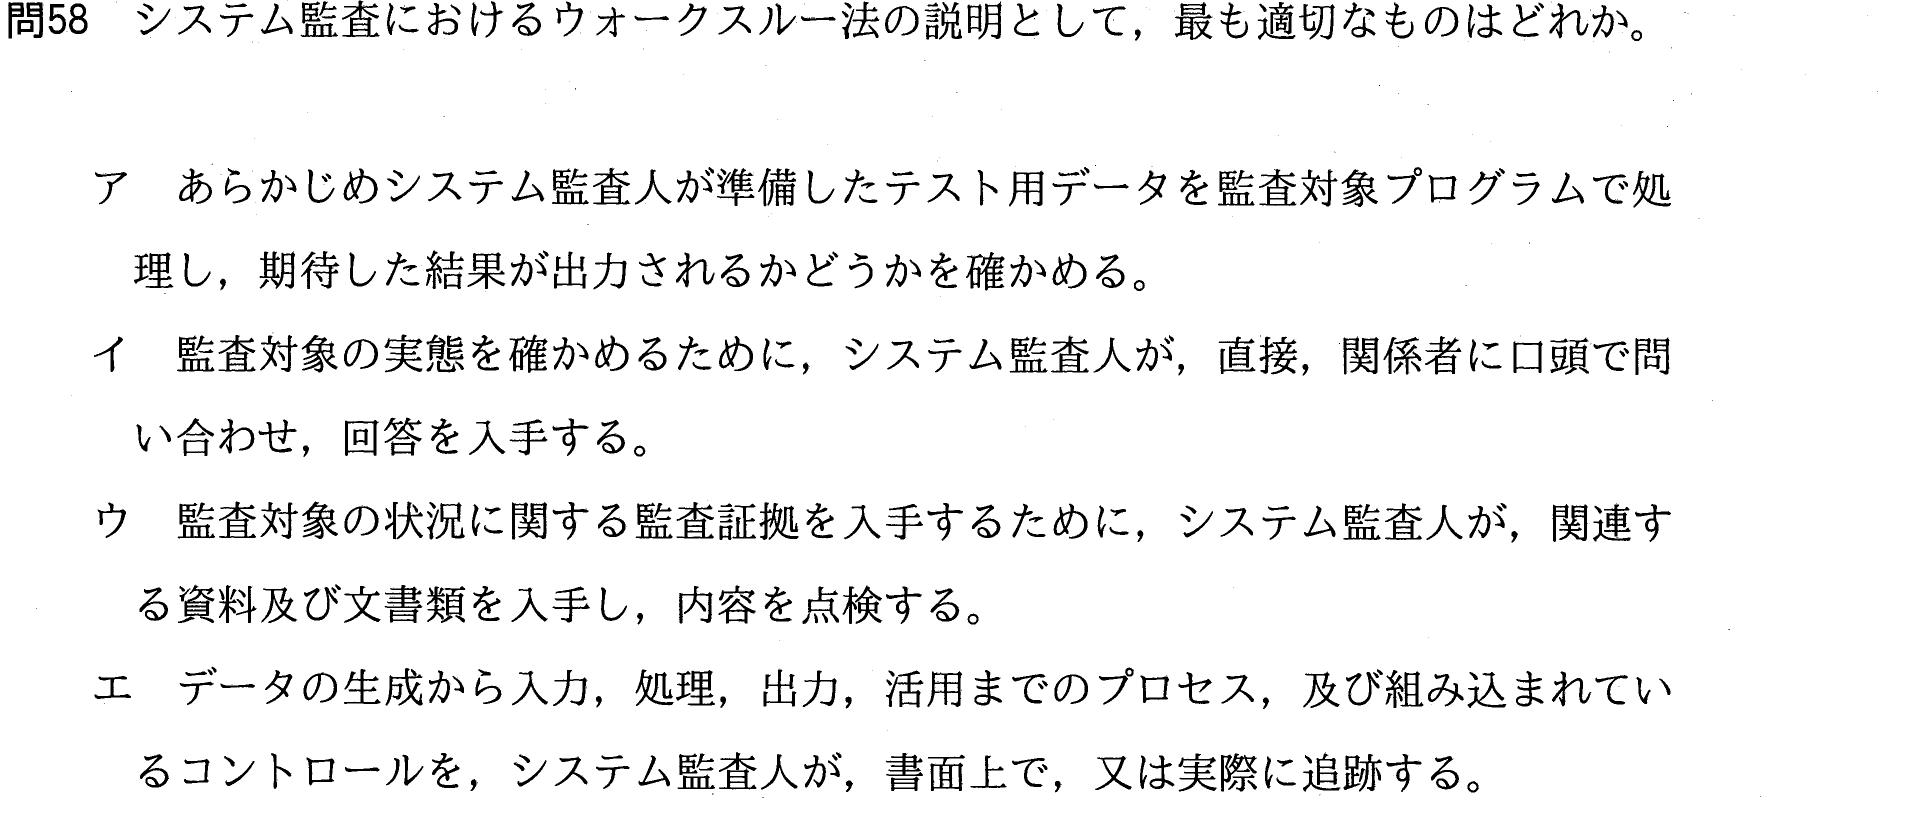 問58 システム監査におけるウォークスルー法の説明として，最も適切なものはどれか。
ア あらかじめシステム監査人が準備したテスト用データを監査対象プログラムで処
理し，期待した結果が出力されるかどうかを確かめる。
イ 監査対象の実態を確かめるために，システム監査人が，直接，関係者に口頭で問
い合わせ，回答を入手する。
ウ 監査対象の状況に関する監査証拠を入手するために，システム監査人が，関連す
る資料及び文書類を入手し，内容を点検する。
エ データの生成から入力，処理，出力，活用までのプロセス，及び組み込まれてい
るコントロールを，システム監査人が，書面上で，又は実際に追跡する。